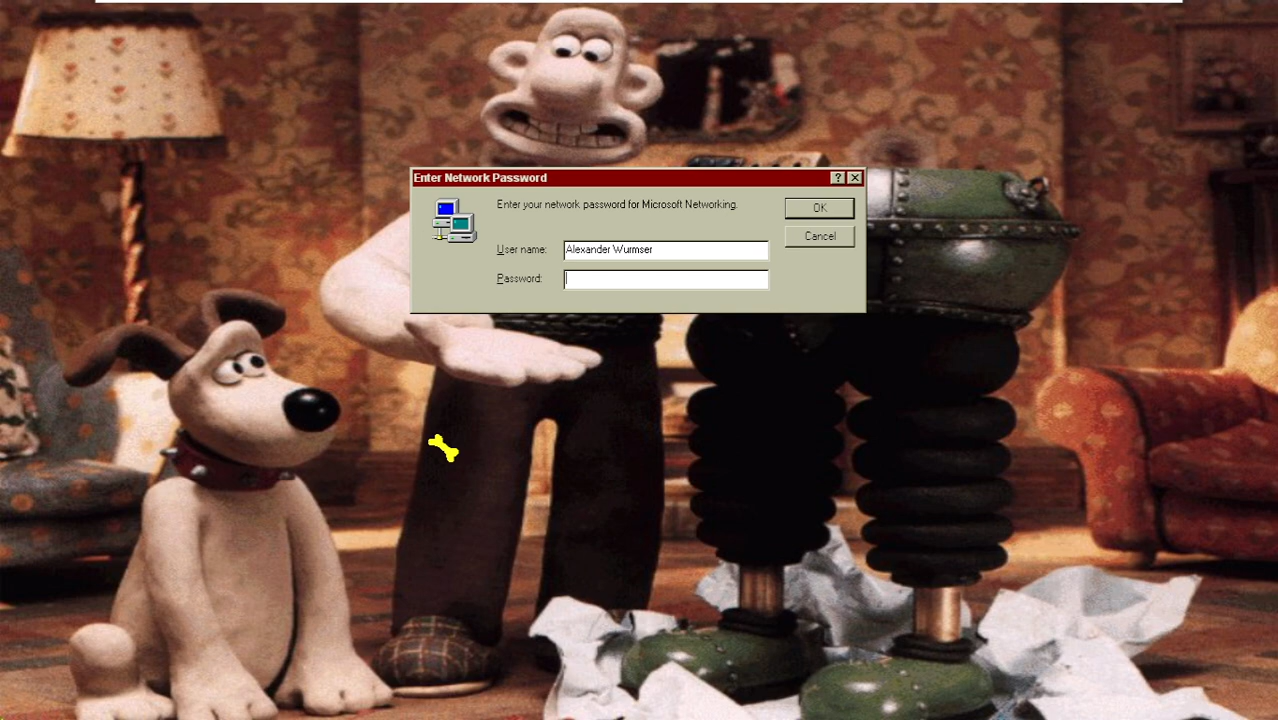 Enter Network Password
Enter your network password for Microsoft Networking.
OK
Cancel
User name: Alexander Wurmser
Password: